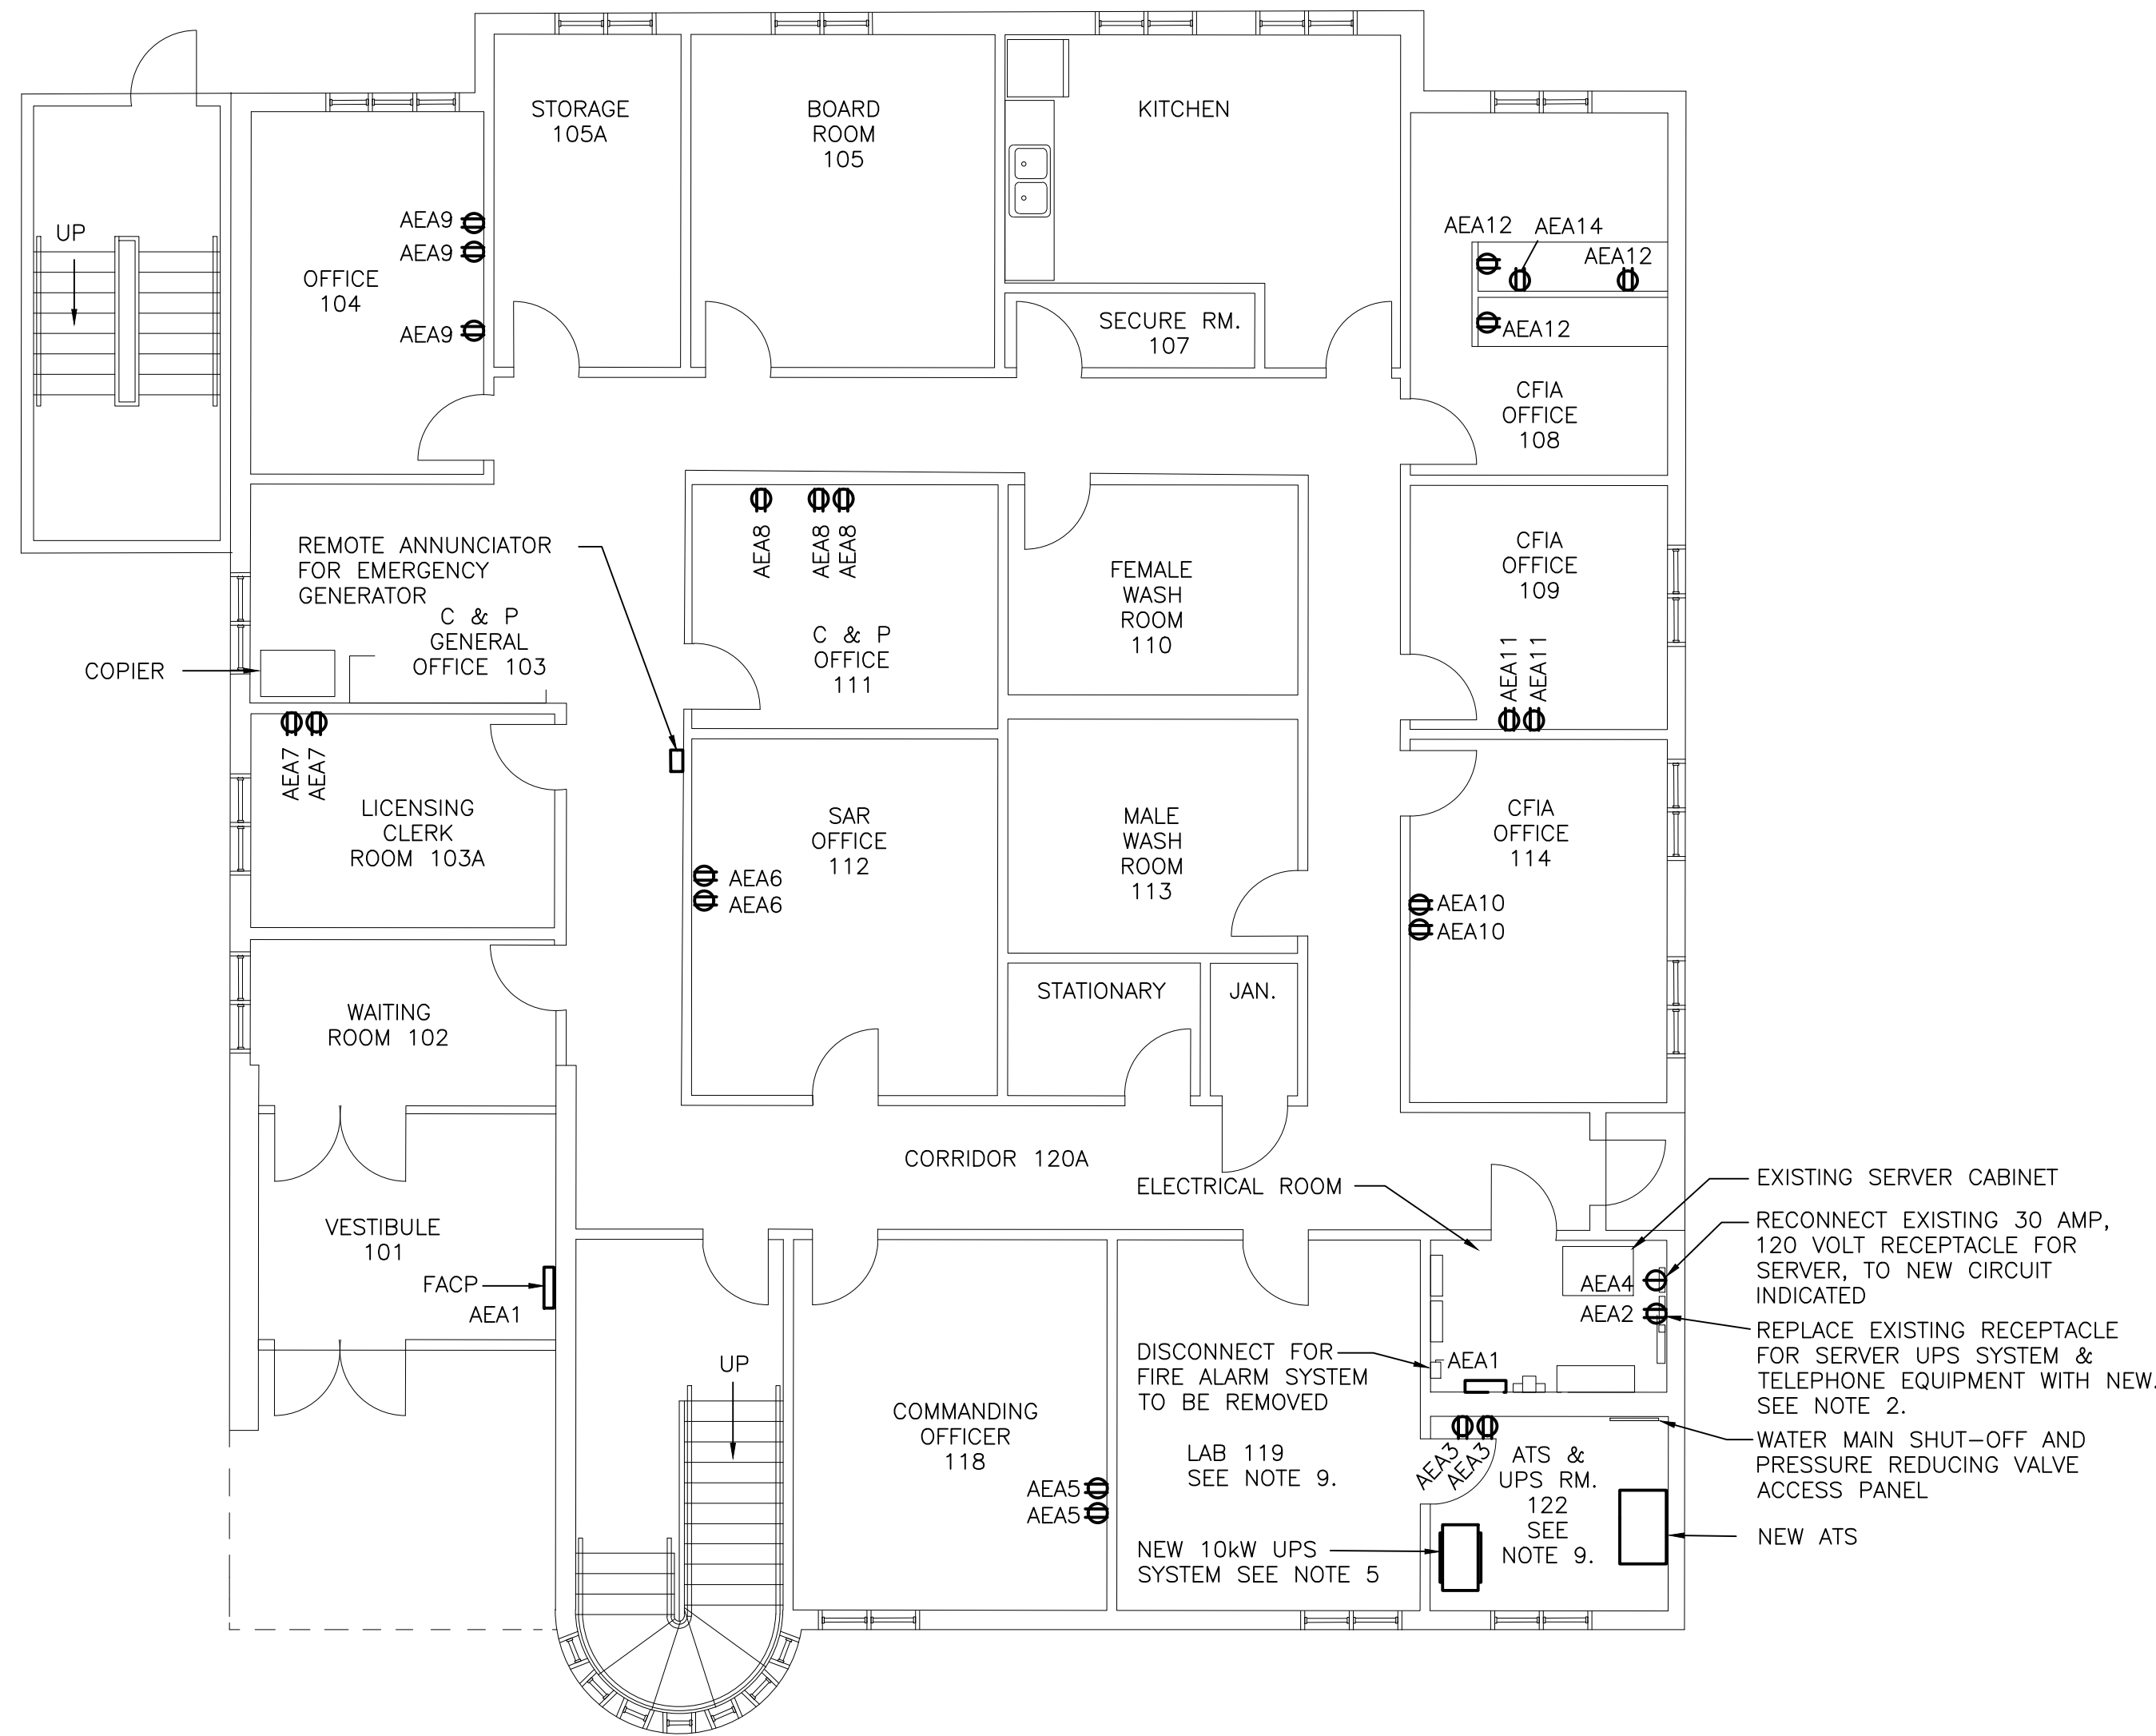 STORAGE
105A
BOARD
ROOM
105
KITCHEN
UP
OFFICE
104
AEA9
AEA9
AEA9
SECURE RM.
107
AEA12
AEA14
AEA12
AEA12
CFIA
OFFICE
108
REMOTE ANNUNCIATOR
FOR EMERGENCY
GENERATOR
C & P
GENERAL
OFFICE 103
COPIER
AEA8
AEA8
AEA8
C & P
OFFICE
111
FEMALE
WASH
ROOM
110
CFIA
OFFICE
109
AEA11
AEA11
AEA7
AEA7
LICENSING
CLERK
ROOM 103A
SAR
OFFICE
112
AEA6
AEA6
MALE
WASH
ROOM
113
CFIA
OFFICE
114
AEA10
AEA10
WAITING
ROOM 102
STATIONARY
JAN.
CORRIDOR 120A
ELECTRICAL ROOM
VESTIBULE
101
FACP
AEA1
UP
COMMANDING
OFFICER
118
AEA5
AEA5
DISCONNECT FOR
FIRE ALARM SYSTEM
TO BE REMOVED
LAB 119
SEE NOTE 9.
NEW 10kW UPS
SYSTEM SEE NOTE 5
AEA4
AEA2
AEA1
AEA3
AEA3
ATS &
UPS RM.
122
SEE
NOTE 9.
EXISTING SERVER CABINET
RECONNECT EXISTING 30 AMP,
120 VOLT RECEPTACLE FOR
SERVER, TO NEW CIRCUIT
INDICATED
REPLACE EXISTING RECEPTACLE
FOR SERVER UPS SYSTEM &
TELEPHONE EQUIPMENT WITH NEW.
SEE NOTE 2.
WATER MAIN SHUT-OFF AND
PRESSURE REDUCING VALVE
ACCESS PANEL
NEW ATS